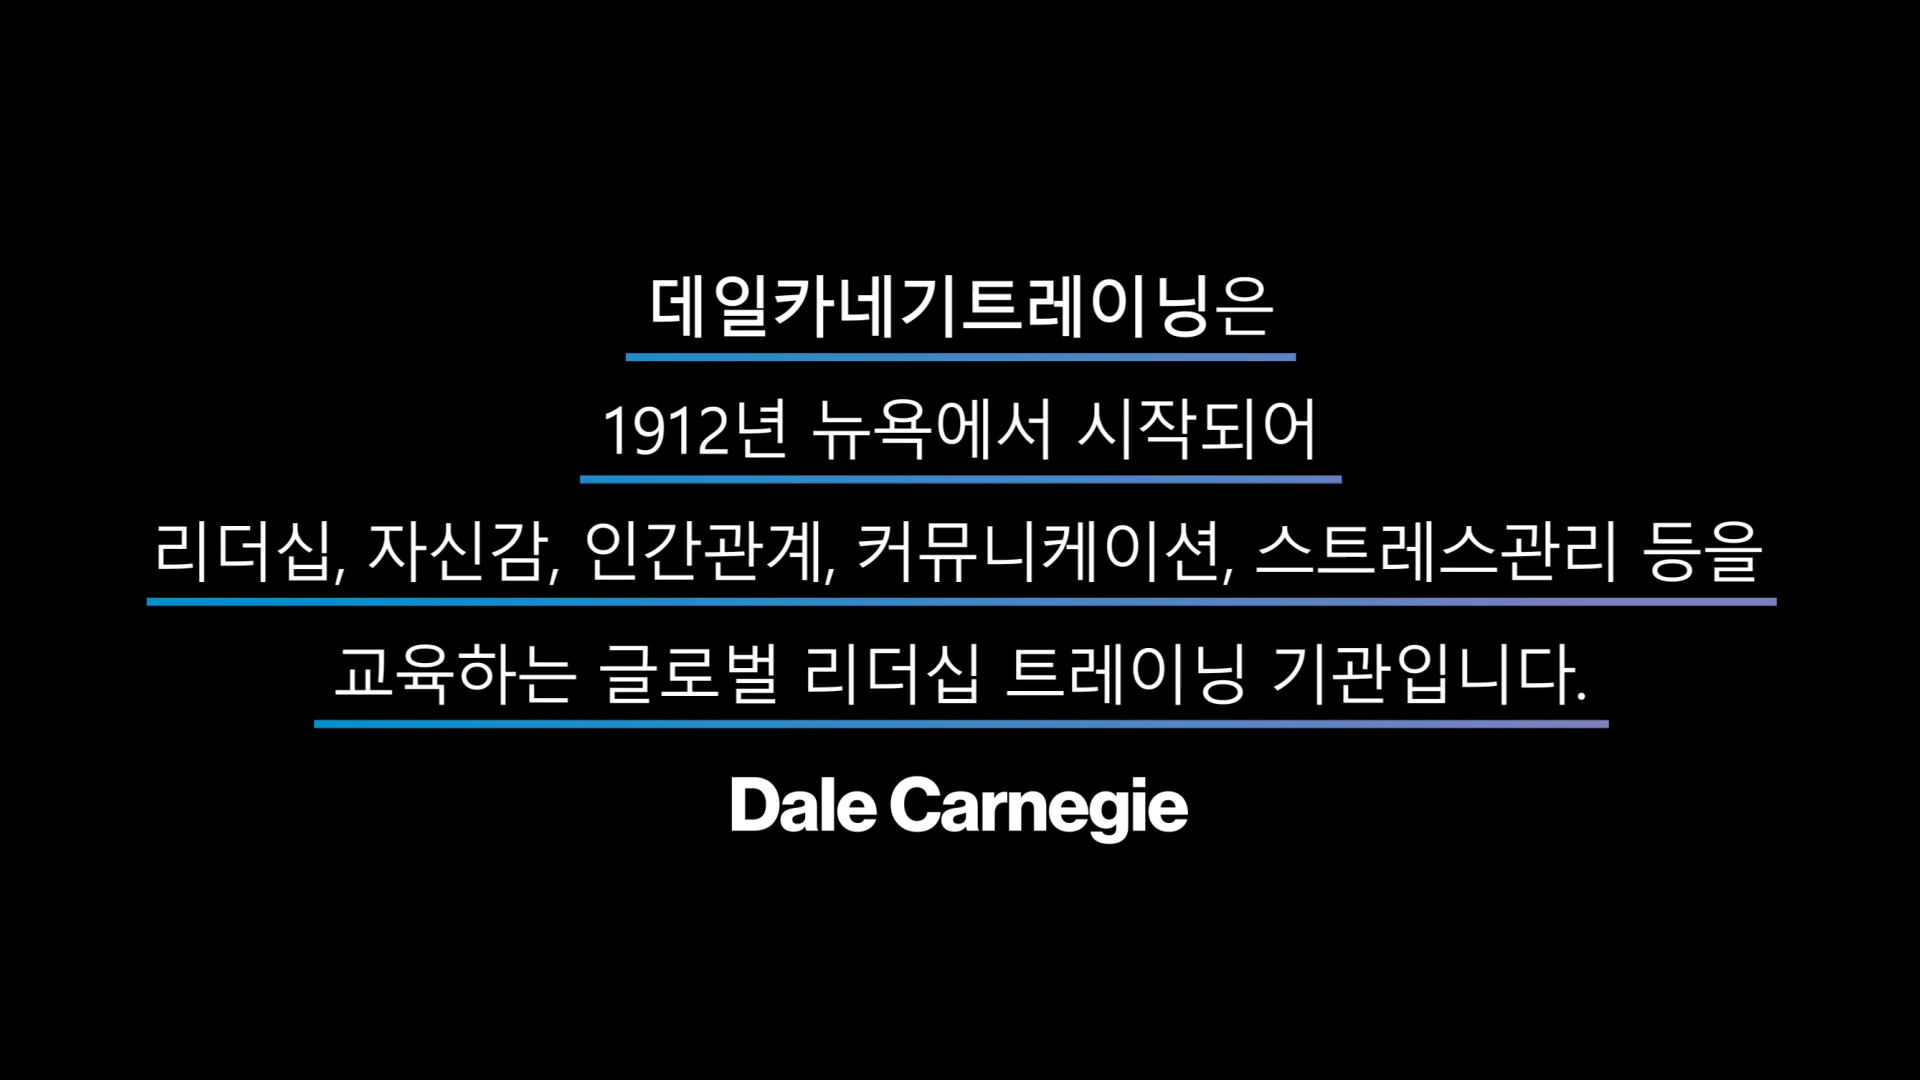 데일카네기트레이닝은
1912년 뉴욕에서 시작되어
리더십, 자신감, 인간관계, 커뮤니케이션, 스트레스관리 등을
교육하는 글로벌 리더십 트레이닝 기관입니다.
Dale Carnegie